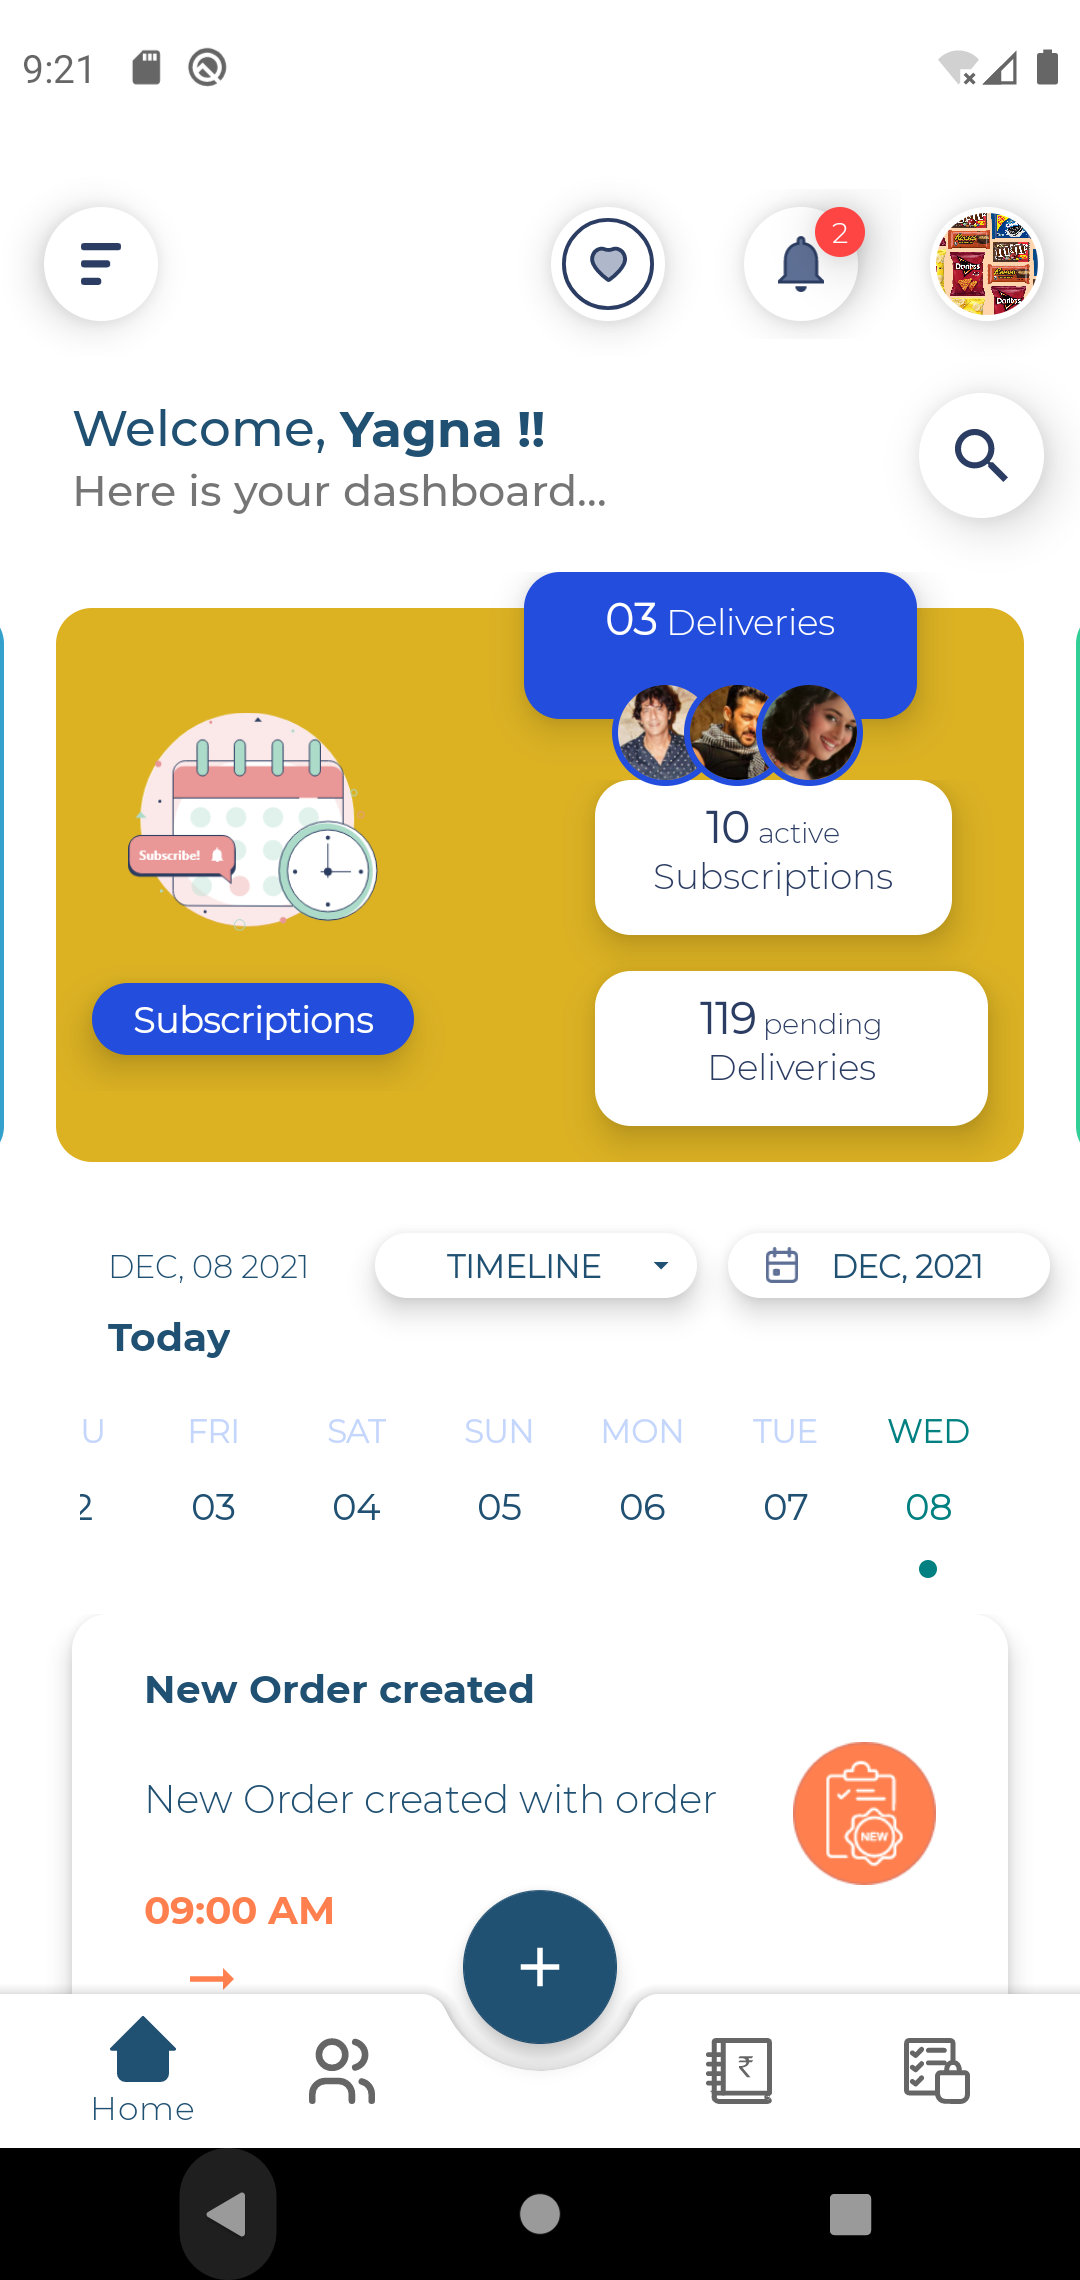 9:21
2
Doritos
Doritos
Welcome, Yagna !!
Here is your dashboard...
03 Deliveries
10 active
Subscriptions
Subscribe!
119 pending
Deliveries
Subscriptions
DEC, 08 2021
TIMELINE
DEC, 2021
Today
U FRI SAT SUN MON TUE WED
2 03 04 05 06 07 08
New Order created
New Order created with order
NEW
09:00 AM
₹
Home